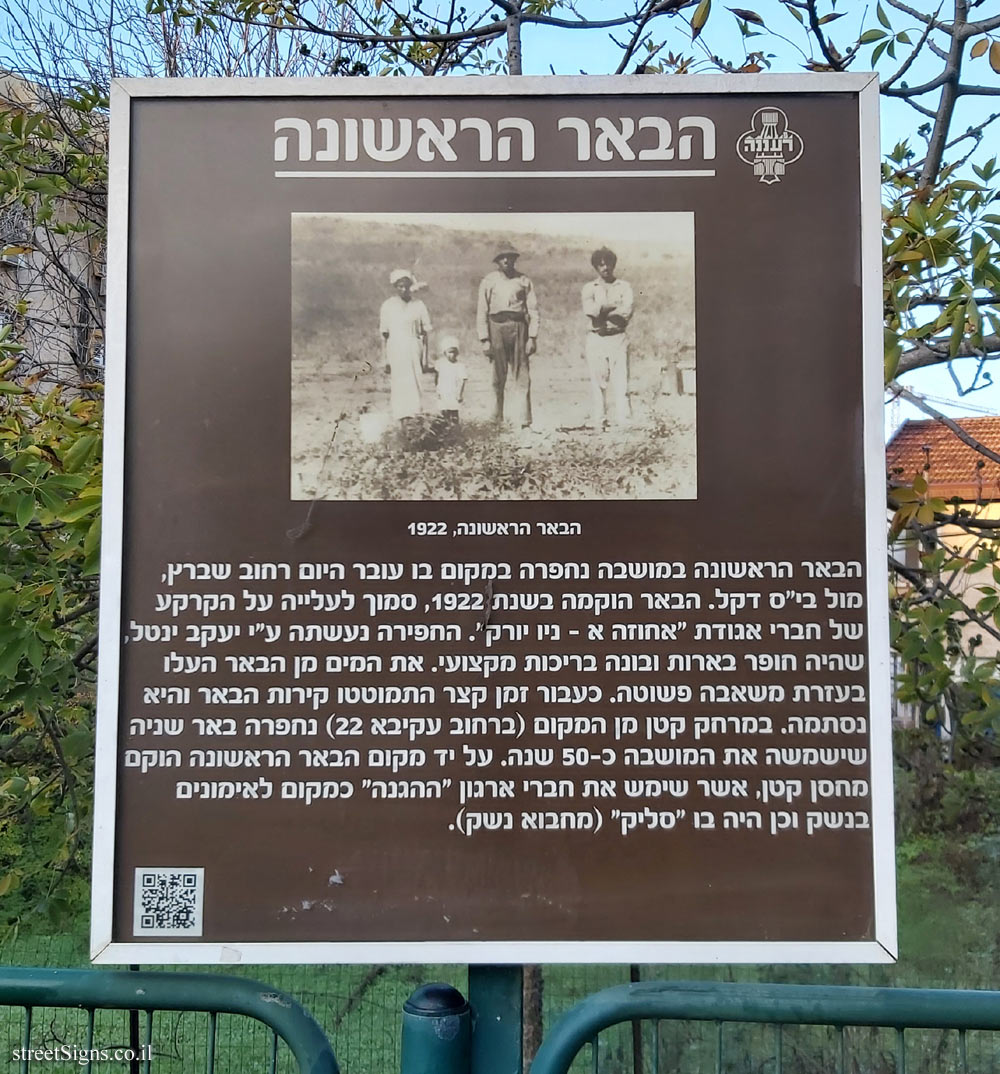 הבאר הראשונה
רעננה
הבאר הראשונה, 1922
הבאר הראשונה במושבה נחפרה במקום בו עובר היום רחוב שברץ,
מול בי"ס דקל. הבאר הוקמה בשנת 1922, סמוך לעלייה על הקרקע
של חברי אגודת "אחוזה א - ניו יורק". החפירה נעשתה ע"י יעקב ינטל,
שהיה חופר בארות ובונה בריכות מקצועי. את המים מן הבאר העלו
בעזרת משאבה פשוטה. כעבור זמן קצר התמוטטו קירות הבאר והיא
נסתמה. במרחק קטן מן המקום (ברחוב עקיבא 22) נחפרה באר שניה
שישמשה את המושבה כ-50 שנה. על יד מקום הבאר הראשונה הוקם
מחסן קטן, אשר שימש את חברי ארגון "ההגנה" כמקום לאימונים
בנשק וכן היה בו "סליק" (מחבוא נשק).
streetSigns.co.il